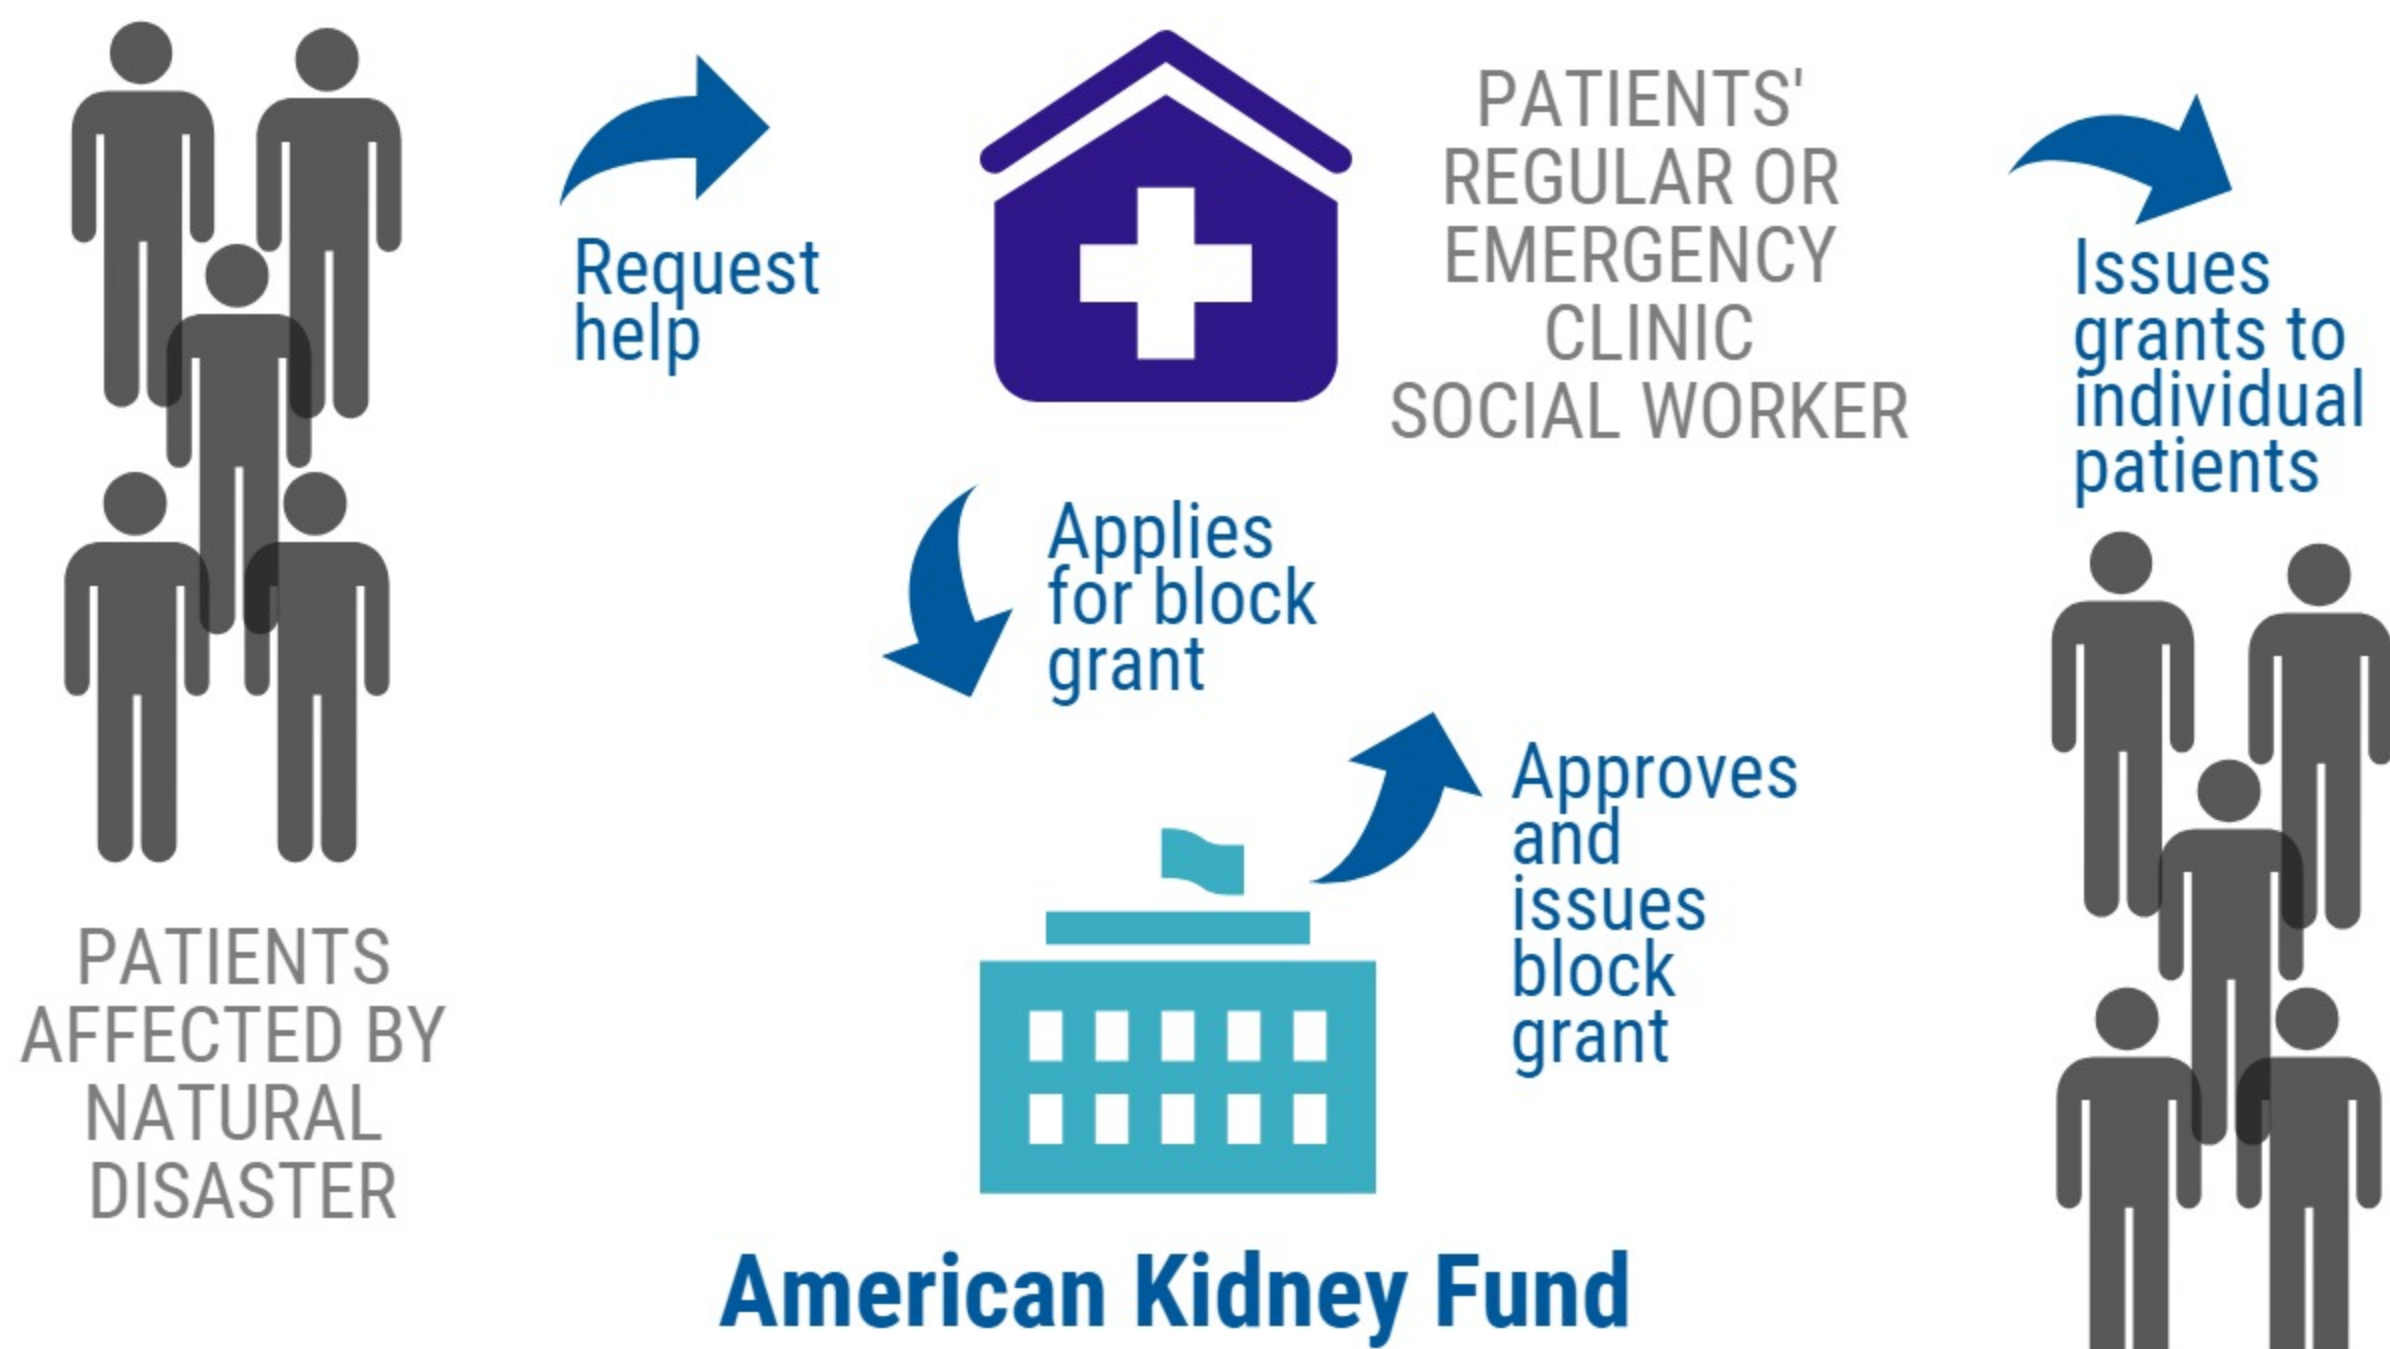 PATIENTS
AFFECTED BY
NATURAL
DISASTER
Request
help
PATIENTS'
REGULAR OR
EMERGENCY
CLINIC
SOCIAL WORKER
Applies
for block
grant
Approves
and
issues
block
grant
American Kidney Fund
Issues
grants to
individual
patients